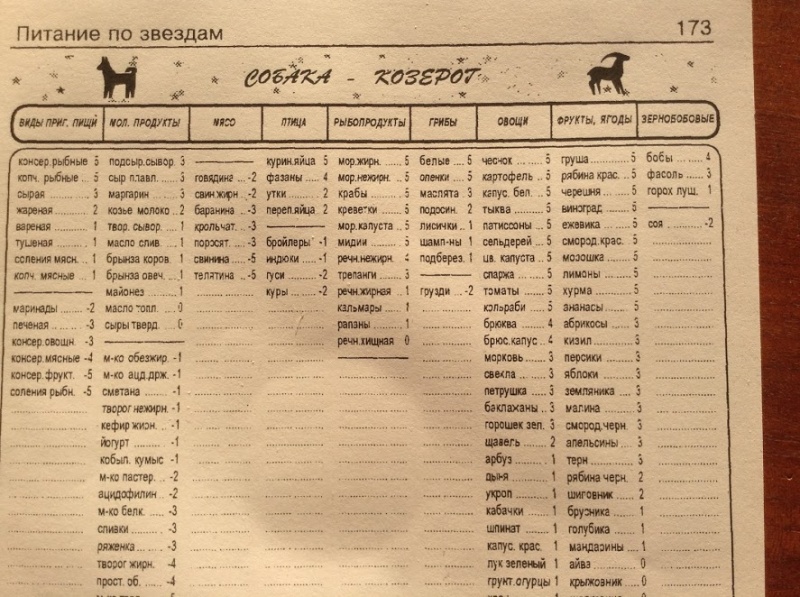 Питание по звездам
173
СОБАКА - КОЗЕРОГ
ВИДЫ ПРИГ. ПИЩИ
МОЛ. ПРОДУКТЫ
МЯСО
ПТИЦА
РЫБОПРОДУКТЫ
ГРИБЫ
ОВОЩИ
ФРУКТЫ, ЯГОДЫ
ЗЕРНОБОБОВЫЕ
консер.рыбные 5
копч. рыбные 5
сырая 3
жареная 2
вареная 1
тушеная 1
соления мясн. 1
копч. мясные 1
маринады -2
печеная -3
консер.овощн. -3
консер.мясные -4
консер.фрукт. -5
соления рыбн. -5
подсыр.сывор. 3
сыр плавл. 3
маргарин 3
козье молоко 2
твор. сывор. 1
масло слив. 1
брынза коров. 1
брынза овеч. 1
майонез 1
масло топл. 0
сыры тверд. 0
м-ко обезжир. -1
м-ко ацд.држ. -1
сметана -1
творог нежирн. -1
кефир жирн. -1
йогурт -1
кобыл. кумыс -1
м-ко пастер. -2
ацидофилин -2
м-ко белк. -3
сливки -3
ряженка -3
творог жирн. -4
прост. об. -4
говядина -2
свин.жирн -2
баранина -3
крольчат. -3
поросят. -3
свинина -5
телятина -5
курин.яйца 5
фазаны 4
утки 2
переп.яйца 2
бройлеры -1
индюки -1
гуси -2
куры -2
мор.жирн. 5
мор.нежирн. 5
крабы 5
креветки 5
мор.капуста 5
мидии 5
речн.нежирн. 4
трепанги 3
речн.жирная 1
кальмары 1
рапаны 1
речн.хищная 0
белые 5
опенки 5
маслята 3
подосин. 2
лисички 1
шамп-ны 1
подберез. 1
грузди -2
чеснок 5
картофель 5
капус. бел. 5
тыква 5
патиссоны 5
сельдерей 5
цв. капуста 5
спаржа 5
томаты 5
кольраби 5
брюква 4
брюс.капус 4
морковь 3
свекла 3
петрушка 3
баклажаны 3
горошек зел. 3
щавель 2
арбуз 1
дыня 1
укроп 1
кабачки 1
шпинат 1
капус. крас. 1
лук зеленый 1
грунт.огурцы 1
груша 5
рябина крас. 5
черешня 5
виноград 5
ежевика 5
смород.крас. 5
мозошка 5
лимоны 5
хурма 5
ананасы 5
абрикосы 3
кизил 3
персики 3
яблоки 3
земляника 3
малина 3
смород.черн. 3
апельсины 3
терн 3
рябина черн. 2
шиговник 2
брусника 1
голубика 1
мандарины 1
айва 0
крыжовник 0
бобы 4
фасоль 3
горох лущ. 1
соя -2